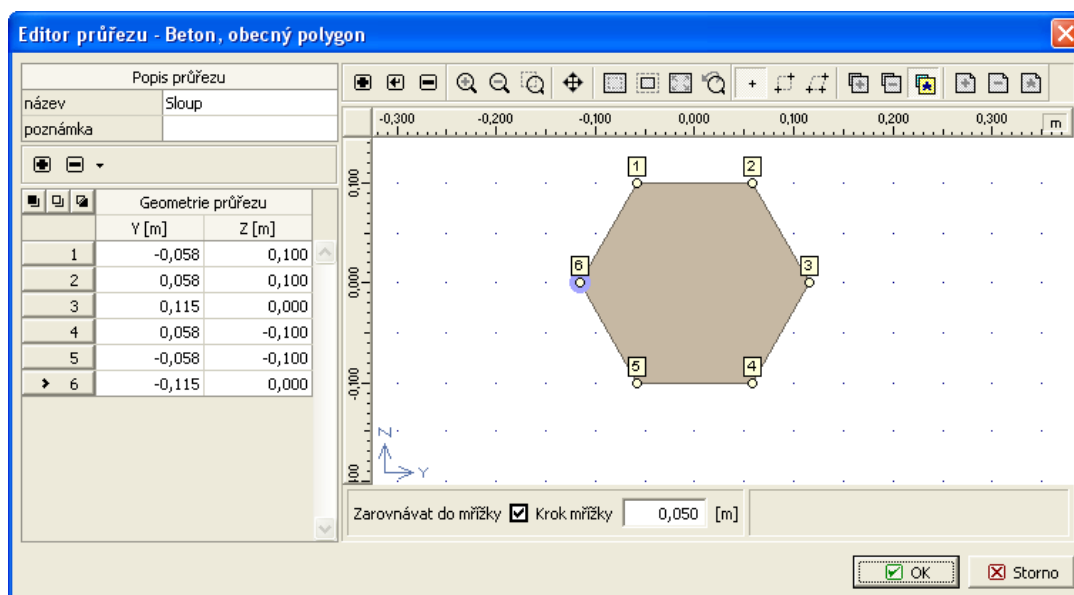 Editor průřezu - Beton, obecný polygon
Popis průřezu
název Sloup
poznámka
Geometrie průřezu
Y [m] Z [m]
1 -0,058 0,100
2 0,058 0,100
3 0,115 0,000
4 0,058 -0,100
5 -0,058 -0,100
6 -0,115 0,000
-0,300 -0,200 -0,100 0,000 0,100 0,200 0,300 m
0,100
0,000
-0,100
100
1 2
6 3
5 4
Z
Y
Zarovnávat do mřížky Krok mřížky 0,050 [m]
OK Storno